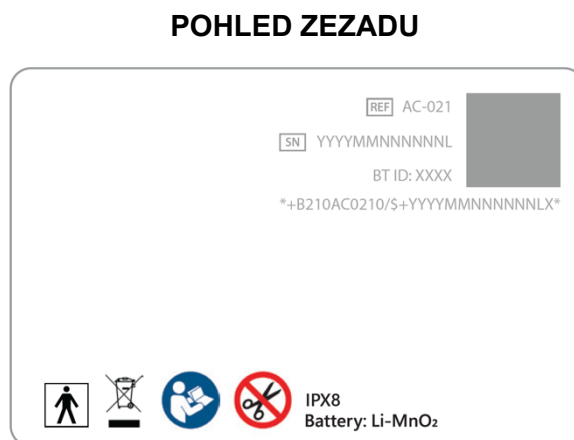 POHLED ZEZADU
REF AC-021
SN YYYYMMNNNNNNL
BT ID: XXXX
*+B210AC0210/$+YYYYMMNNNNNNLX*
IPX8
Battery: Li-MnO₂